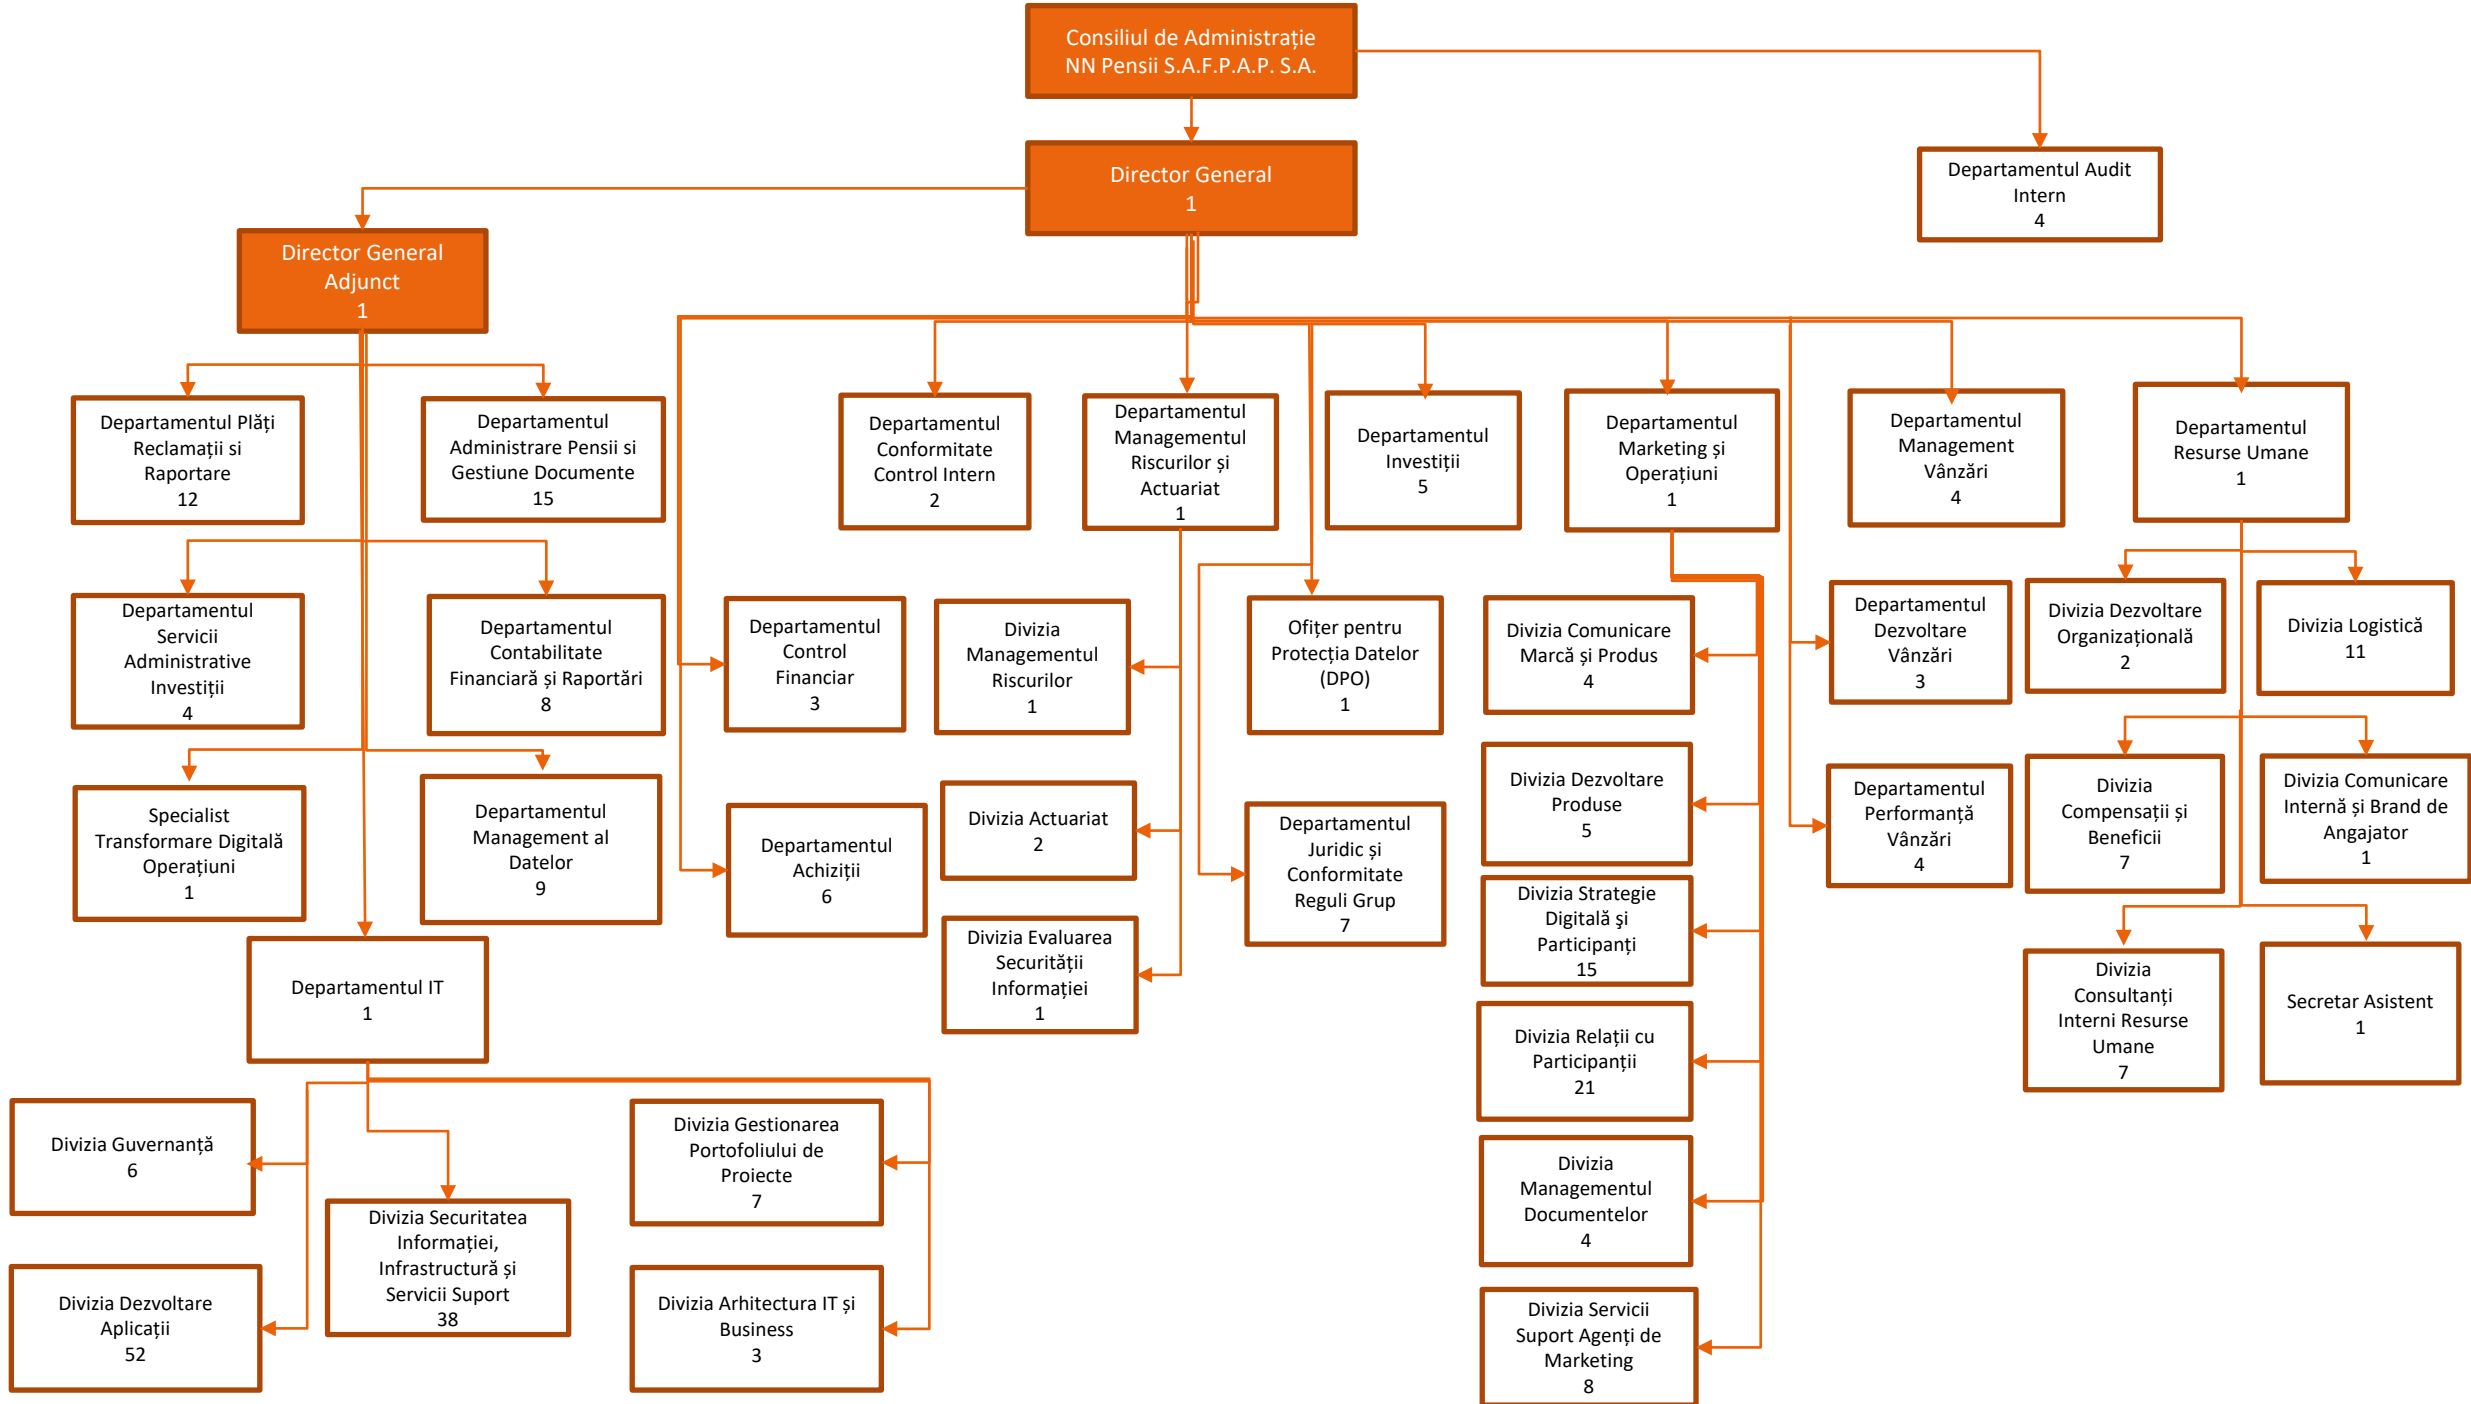 Consiliul de Administrație
NN Pensii S.A.F.P.A.P. S.A.
Director General
1
Departamentul Audit
Intern
4
Director General
Adjunct
1
Departamentul Plăți
Reclamații si
Raportare
12
Departamentul
Administrare Pensii si
Gestiune Documente
15
Departamentul
Conformitate
Control Intern
2
Departamentul
Managementul
Riscurilor și
Actuariat
1
Departamentul
Investiții
5
Departamentul
Marketing și
Operațiuni
1
Departamentul
Management
Vânzări
4
Departamentul
Resurse Umane
1
Departamentul
Servicii
Administrative
Investiții
4
Departamentul
Contabilitate
Financiară și Raportări
8
Departamentul
Control
Financiar
3
Divizia
Managementul
Riscurilor
1
Ofițer pentru
Protecția Datelor
(DPO)
1
Divizia Comunicare
Marcă și Produs
4
Departamentul
Dezvoltare
Vânzări
3
Divizia Dezvoltare
Organizațională
2
Divizia Logistică
11
Specialist
Transformare Digitală
Operațiuni
1
Departamentul
Management al
Datelor
9
Departamentul
Achiziții
6
Divizia Actuariat
2
Departamentul
Juridic și
Conformitate
Reguli Grup
7
Divizia Dezvoltare
Produse
5
Departamentul
Performanță
Vânzări
4
Divizia
Compensații și
Beneficii
7
Divizia Comunicare
Internă și Brand de
Angajator
1
Departamentul IT
1
Divizia Evaluarea
Securității
Informației
1
Divizia Strategie
Digitală şi
Participanți
15
Divizia
Consultanți
Interni Resurse
Umane
7
Secretar Asistent
1
Divizia Relații cu
Participanții
21
Divizia Guvernanță
6
Divizia Securitatea
Informației,
Infrastructură și
Servicii Suport
38
Divizia Gestionarea
Portofoliului de
Proiecte
7
Divizia
Managementul
Documentelor
4
Divizia Dezvoltare
Aplicații
52
Divizia Arhitectura IT și
Business
3
Divizia Servicii
Suport Agenți de
Marketing
8